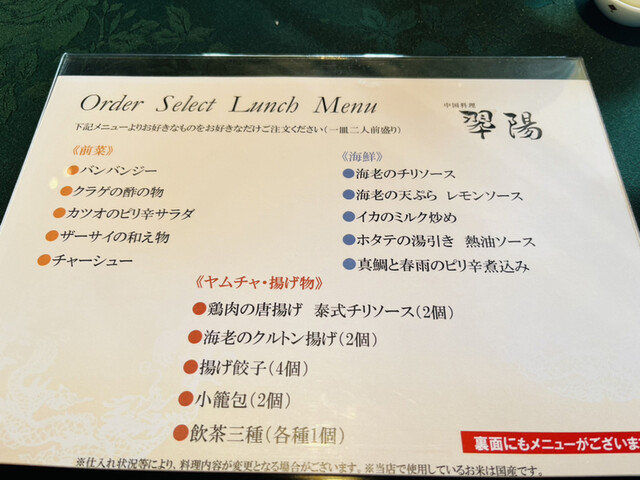 Order Select Lunch Menu
中国料理
翠陽
下記メニューよりお好きなものをお好きなだけご注文ください(一皿二人前盛り)
《前菜》
●バンバンジー
●クラゲの酢の物
●カツオのピリ辛サラダ
●ザーサイの和え物
●チャーシュー
《海鮮》
●海老のチリソース
●海老の天ぷら レモンソース
●イカのミルク炒め
●ホタテの湯引き 熱油ソース
●真鯛と春雨のピリ辛煮込み
《ヤムチャ・揚げ物》
●鶏肉の唐揚げ 泰式チリソース(2個)
●海老のクルトン揚げ(2個)
●揚げ餃子(4個)
●小籠包(2個)
●飲茶三種(各種1個)
裏面にもメニューがございま
※仕入れ状況等により、料理内容が変更となる場合がございます。※当店で使用しているお米は国産です。